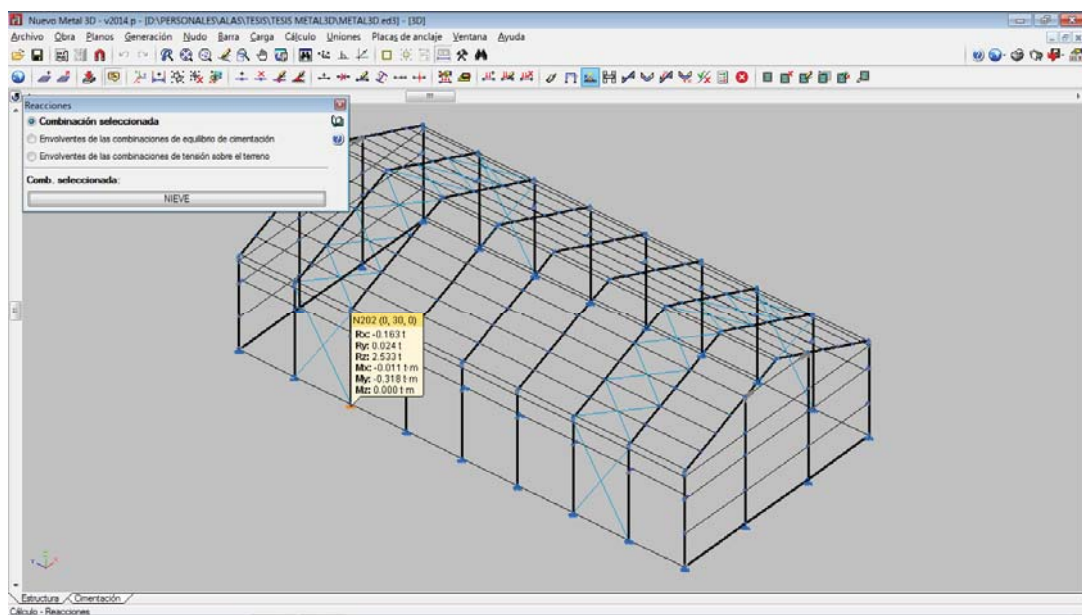 Nuevo Metal 3D - v2014.p - [D:\PERSONALES\ALAS\TESIS\TESIS METAL3D\METAL3D.ed3] - [3D]
Archivo Obra Planos Generación Nudo Barra Carga Cálculo Uniones Placas de anclaje Ventana Ayuda
Reacciones
Combinación seleccionada
Envolventes de las combinaciones de equilibrio de cimentación
Envolventes de las combinaciones de tensión sobre el terreno
Comb. seleccionada:
NIEVE
N202 (0, 30, 0)
Rx: -0.163 t
Ry: 0.024 t
Rz: 2.533 t
Mx: -0.011 t·m
My: -0.318 t·m
Mz: 0.000 t·m
Estructura Cimentación
Cálculo - Reacciones